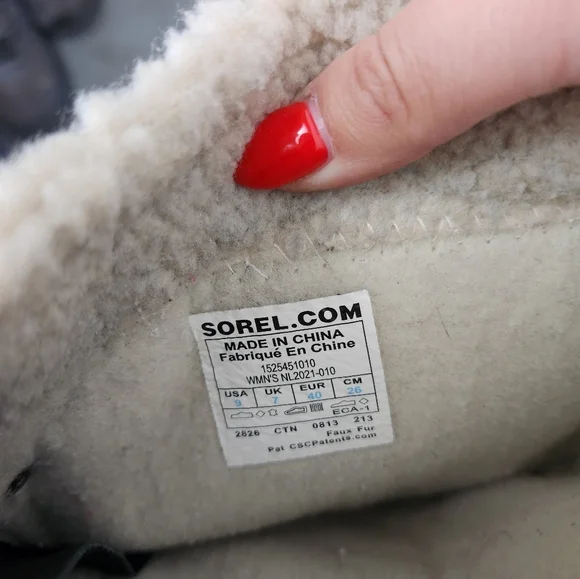 SOREL.COM
MADE IN CHINA
Fabriqué En Chine
1525451010
WMN'S NL2021-010
USA UK EUR CM
9 7 40 26
ECA-1
2826 CTN 0813 213
Faux Fur
Pat CSCPatents.com